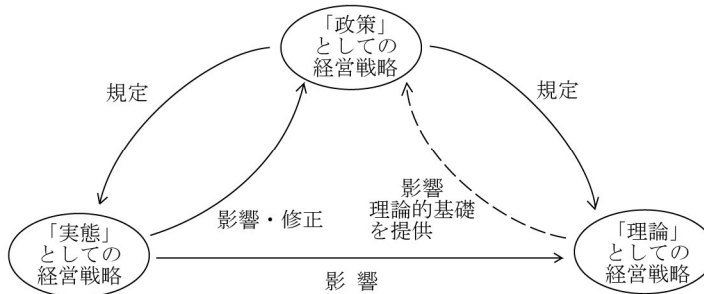 「政策」
としての
経営戦略
規定
規定
影響・修正
影響
理論的基礎
を提供
「実態」
としての
経営戦略
「理論」
としての
経営戦略
影 響